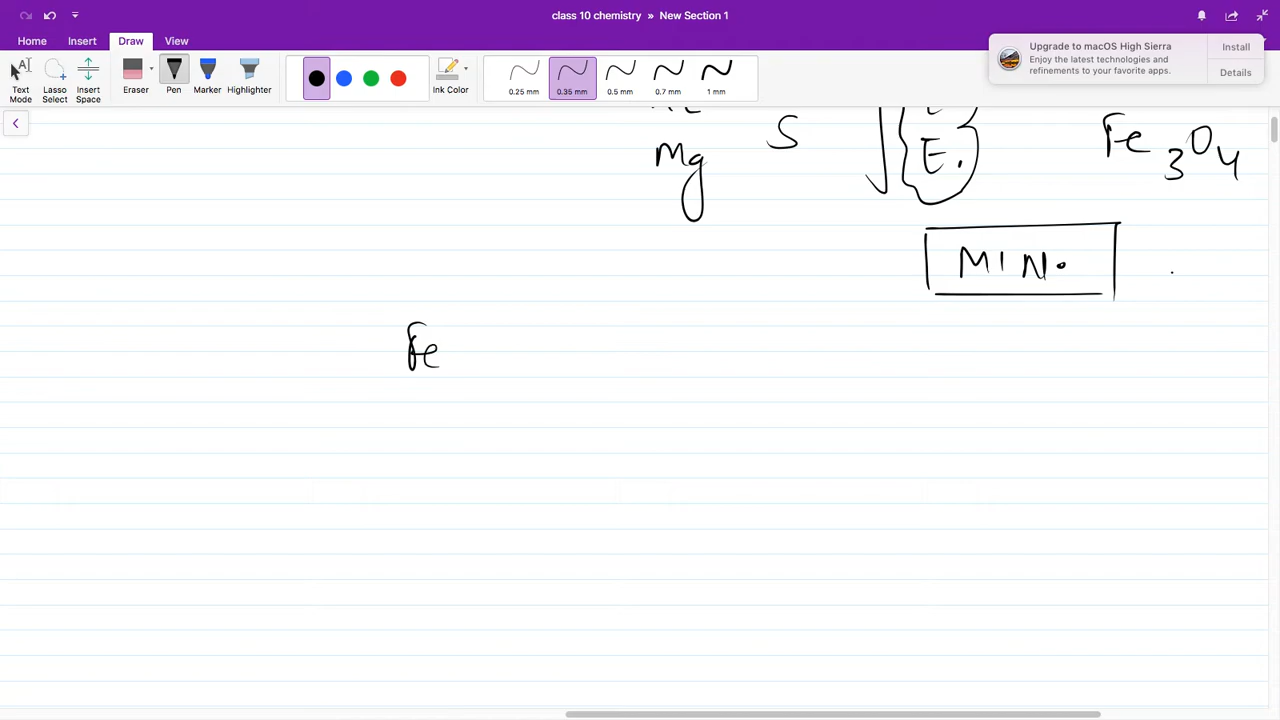 class 10 chemistry » New Section 1
Home Insert Draw View
Upgrade to macOS High Sierra
Enjoy the latest technologies and
refinements to your favorite apps.
Install
Details
Text Mode
Lasso Select
Insert Space
Eraser
Pen
Marker
Highlighter
Ink Color
0.25 mm
0.35 mm
0.5 mm
0.7 mm
1 mm
S
Mg
E.
Fe3O4
MIN.
Fe